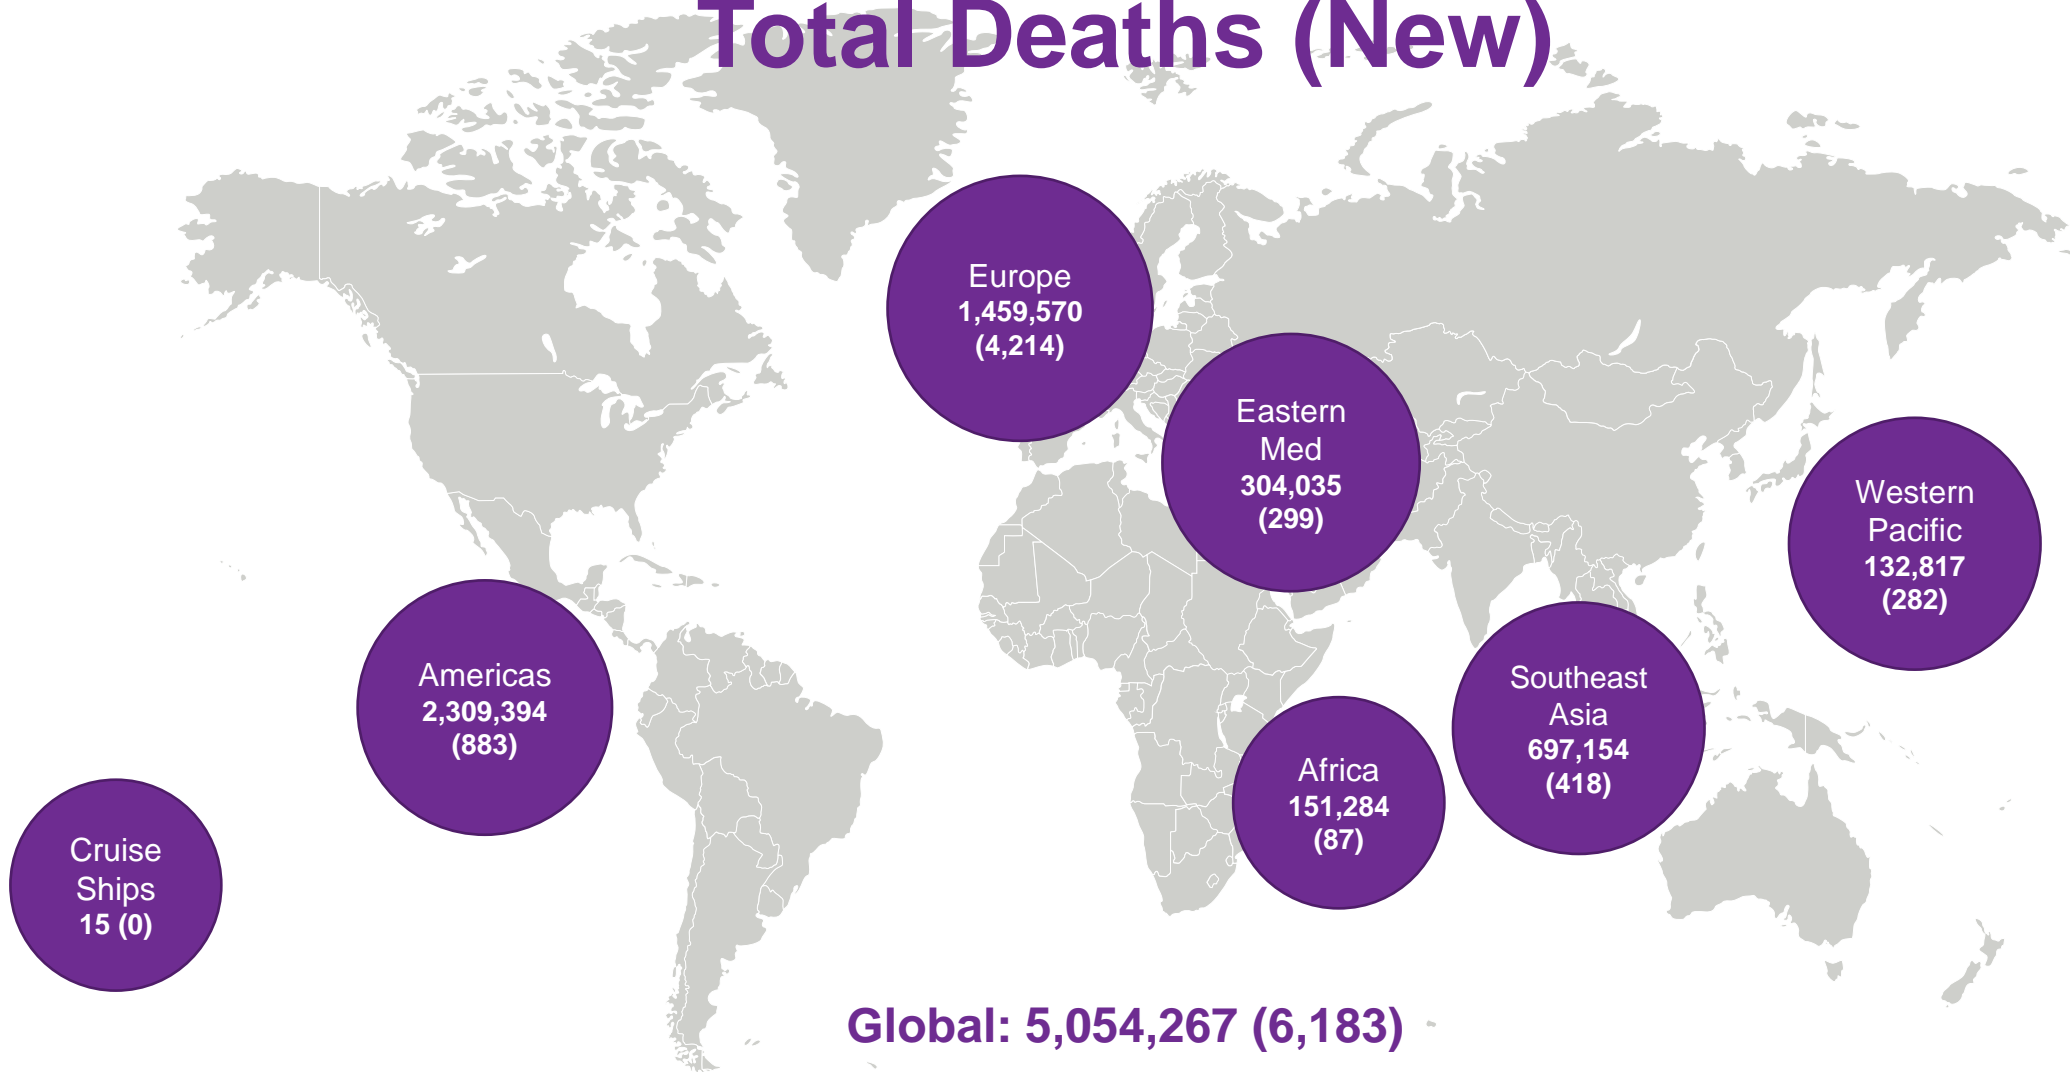 Total Deaths (New)
Europe
1,459,570
(4,214)
Eastern
Med
304,035
(299)
Western
Pacific
132,817
(282)
Americas
2,309,394
(883)
Southeast
Asia
697,154
(418)
Africa
151,284
(87)
Cruise
Ships
15 (0)
Global: 5,054,267 (6,183)